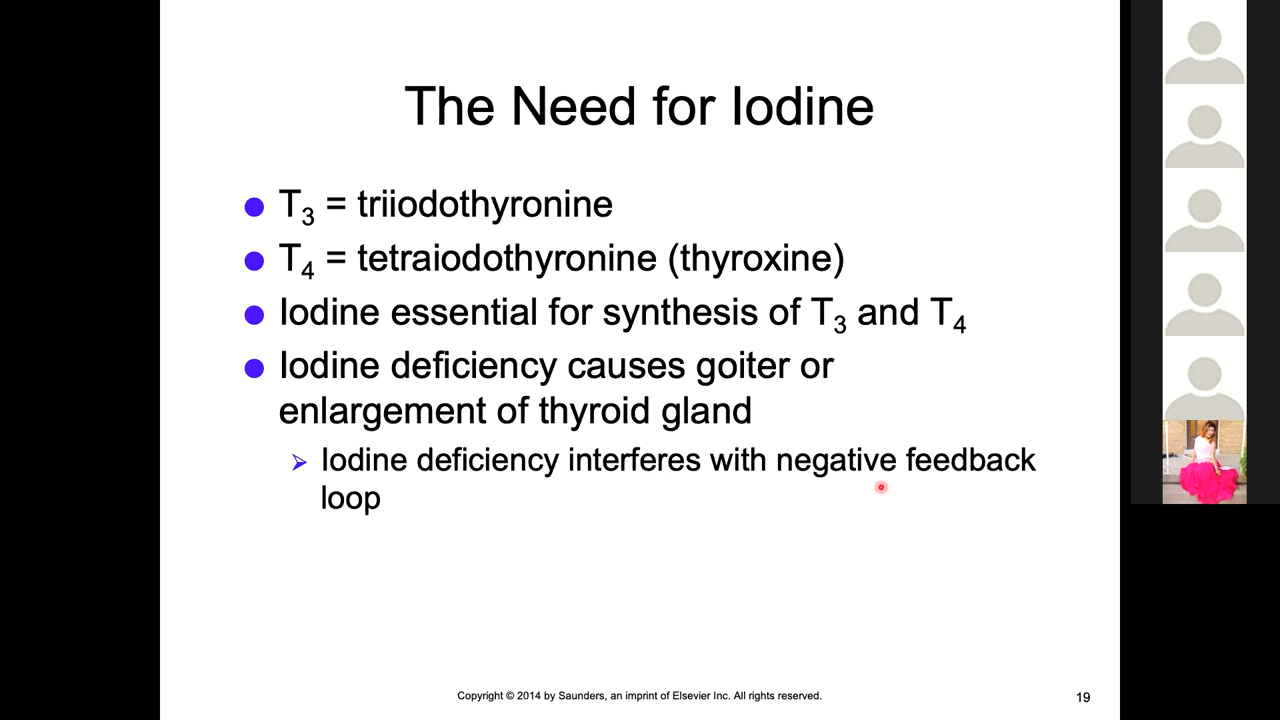 The Need for Iodine
T3 = triiodothyronine
T4 = tetraiodothyronine (thyroxine)
Iodine essential for synthesis of T3 and T4
Iodine deficiency causes goiter or
enlargement of thyroid gland
Iodine deficiency interferes with negative feedback
loop
Copyright © 2014 by Saunders, an imprint of Elsevier Inc. All rights reserved.
19